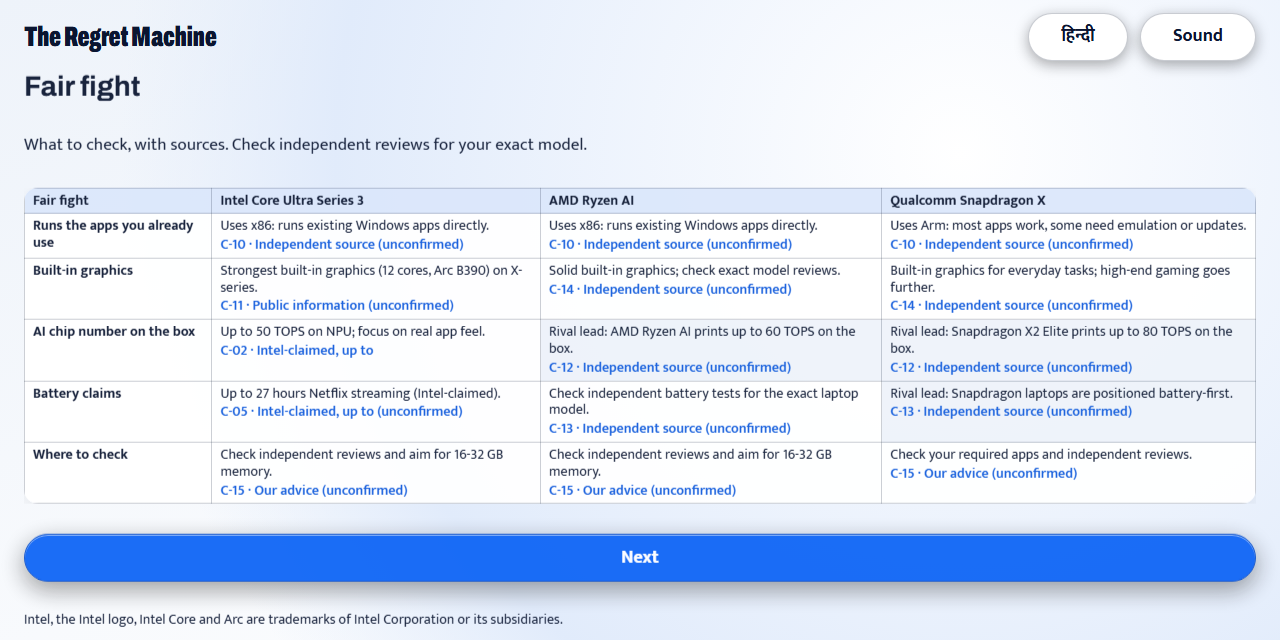 The Regret Machine
हिन्दी
Sound
Fair fight
What to check, with sources. Check independent reviews for your exact model.
Fair fight
Intel Core Ultra Series 3
AMD Ryzen AI
Qualcomm Snapdragon X
Runs the apps you already
use
Uses x86: runs existing Windows apps directly.
C-10 · Independent source (unconfirmed)
Uses x86: runs existing Windows apps directly.
C-10 · Independent source (unconfirmed)
Uses Arm: most apps work, some need emulation or updates.
C-10 · Independent source (unconfirmed)
Built-in graphics
Strongest built-in graphics (12 cores, Arc B390) on X-
series.
C-11 · Public information (unconfirmed)
Solid built-in graphics; check exact model reviews.
C-14 · Independent source (unconfirmed)
Built-in graphics for everyday tasks; high-end gaming goes
further.
C-14 · Independent source (unconfirmed)
AI chip number on the box
Up to 50 TOPS on NPU; focus on real app feel.
C-02 · Intel-claimed, up to
Rival lead: AMD Ryzen AI prints up to 60 TOPS on the
box.
C-12 · Independent source (unconfirmed)
Rival lead: Snapdragon X2 Elite prints up to 80 TOPS on the
box.
C-12 · Independent source (unconfirmed)
Battery claims
Up to 27 hours Netflix streaming (Intel-claimed).
C-05 · Intel-claimed, up to (unconfirmed)
Check independent battery tests for the exact laptop
model.
C-13 · Independent source (unconfirmed)
Rival lead: Snapdragon laptops are positioned battery-first.
C-13 · Independent source (unconfirmed)
Where to check
Check independent reviews and aim for 16-32 GB
memory.
C-15 · Our advice (unconfirmed)
Check independent reviews and aim for 16-32 GB
memory.
C-15 · Our advice (unconfirmed)
Check your required apps and independent reviews.
C-15 · Our advice (unconfirmed)
Next
Intel, the Intel logo, Intel Core and Arc are trademarks of Intel Corporation or its subsidiaries.